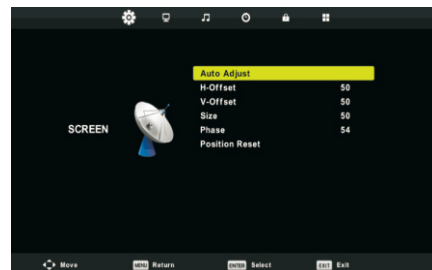 Auto Adjust
H-Offset 50
V-Offset 50
Size 50
Phase 54
Position Reset
SCREEN
Move MENU Return ENTER Select EXIT Exit